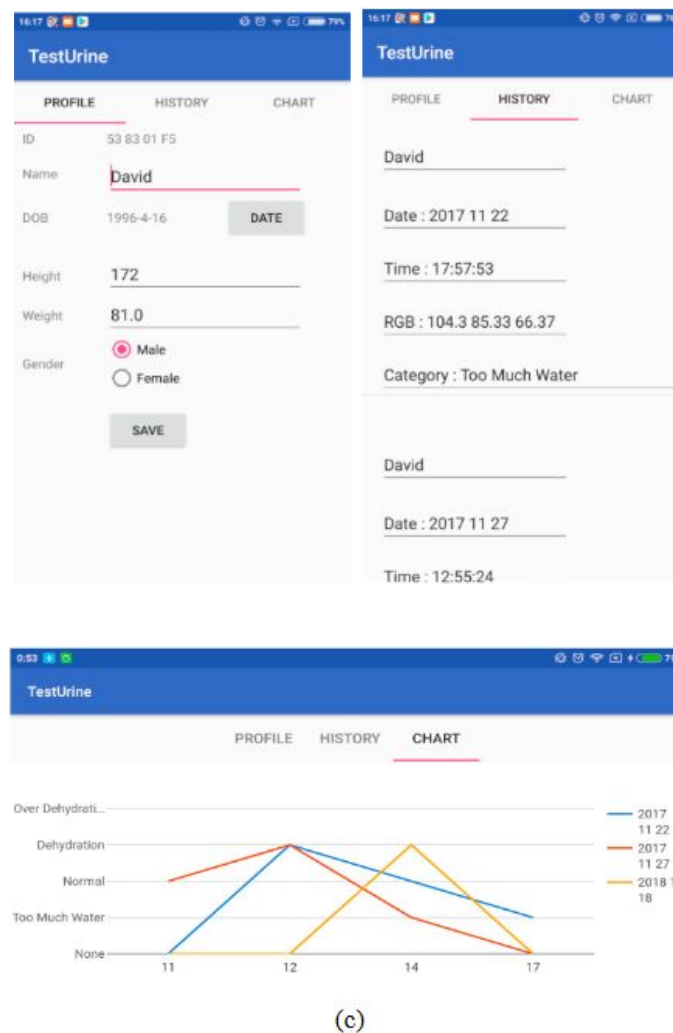 16:17
79%
TestUrine
PROFILE HISTORY CHART
ID 53 83 01 F5
Name David
DOB 1996-4-16 DATE
Height 172
Weight 81.0
Gender Male
Female
SAVE
16:17
TestUrine
PROFILE HISTORY CHART
David
Date : 2017 11 22
Time : 17:57:53
RGB : 104.3 85.33 66.37
Category : Too Much Water
David
Date : 2017 11 27
Time : 12:55:24
0:53
TestUrine
PROFILE HISTORY CHART
Over Dehydrati...
Dehydration
Normal
Too Much Water
None
11 12 14 17
2017
11 22
2017
11 27
2018 1
18
(c)